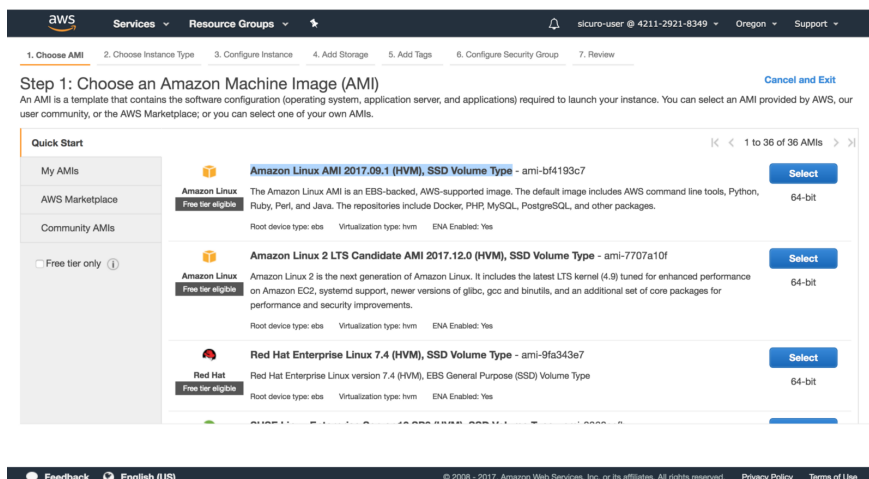 aws Services Resource Groups sicuro-user @ 4211-2921-8349 Oregon Support
1. Choose AMI 2. Choose Instance Type 3. Configure Instance 4. Add Storage 5. Add Tags 6. Configure Security Group 7. Review
Step 1: Choose an Amazon Machine Image (AMI)
Cancel and Exit
An AMI is a template that contains the software configuration (operating system, application server, and applications) required to launch your instance. You can select an AMI provided by AWS, our
user community, or the AWS Marketplace; or you can select one of your own AMIs.
Quick Start
1 to 36 of 36 AMIs
My AMIs
AWS Marketplace
Community AMIs
Free tier only
Amazon Linux AMI 2017.09.1 (HVM), SSD Volume Type - ami-bf4193c7
Select
64-bit
Amazon Linux
Free tier eligible
The Amazon Linux AMI is an EBS-backed, AWS-supported image. The default image includes AWS command line tools, Python,
Ruby, Perl, and Java. The repositories include Docker, PHP, MySQL, PostgreSQL, and other packages.
Root device type: ebs Virtualization type: hvm ENA Enabled: Yes
Amazon Linux 2 LTS Candidate AMI 2017.12.0 (HVM), SSD Volume Type - ami-7707a10f
Select
64-bit
Amazon Linux
Free tier eligible
Amazon Linux 2 is the next generation of Amazon Linux. It includes the latest LTS kernel (4.9) tuned for enhanced performance
on Amazon EC2, systemd support, newer versions of glibc, gcc and binutils, and an additional set of core packages for
performance and security improvements.
Root device type: ebs Virtualization type: hvm ENA Enabled: Yes
Red Hat Enterprise Linux 7.4 (HVM), SSD Volume Type - ami-9fa343e7
Select
64-bit
Red Hat
Free tier eligible
Red Hat Enterprise Linux version 7.4 (HVM), EBS General Purpose (SSD) Volume Type
Root device type: ebs Virtualization type: hvm ENA Enabled: Yes
Feedback English (US) © 2008 - 2017, Amazon Web Services, Inc. or its affiliates. All rights reserved. Privacy Policy Terms of Use